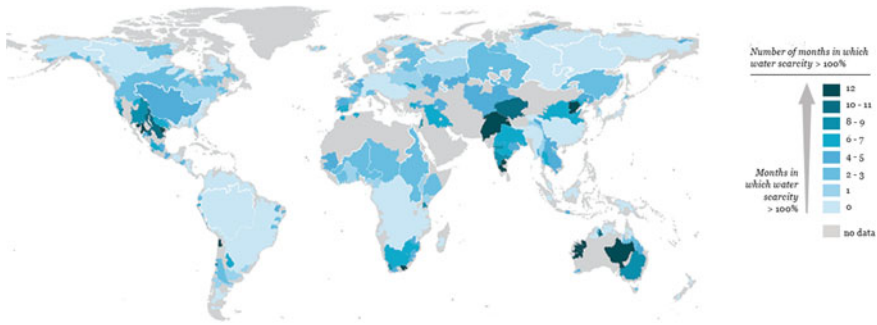 Number of months in which
water scarcity > 100%
12
10 - 11
8 - 9
6 - 7
4 - 5
2 - 3
1
0
no data
Months in
which water
scarcity
> 100%